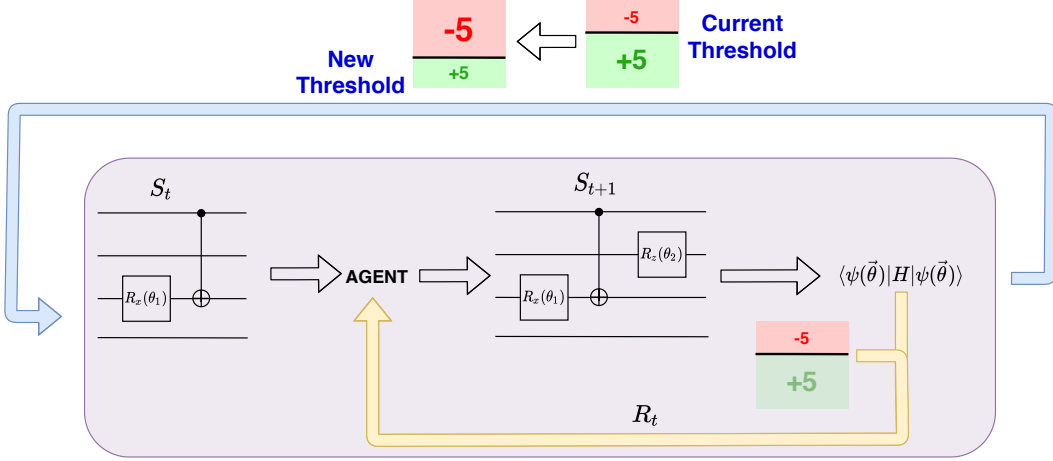 -5
+5
New
Threshold
-5
+5
Current
Threshold
S_t
R_x(θ_1)
AGENT
S_{t+1}
R_x(θ_1)
R_z(θ_2)
⟨ψ(θ⃗)|H|ψ(θ⃗)⟩
-5
+5
R_t